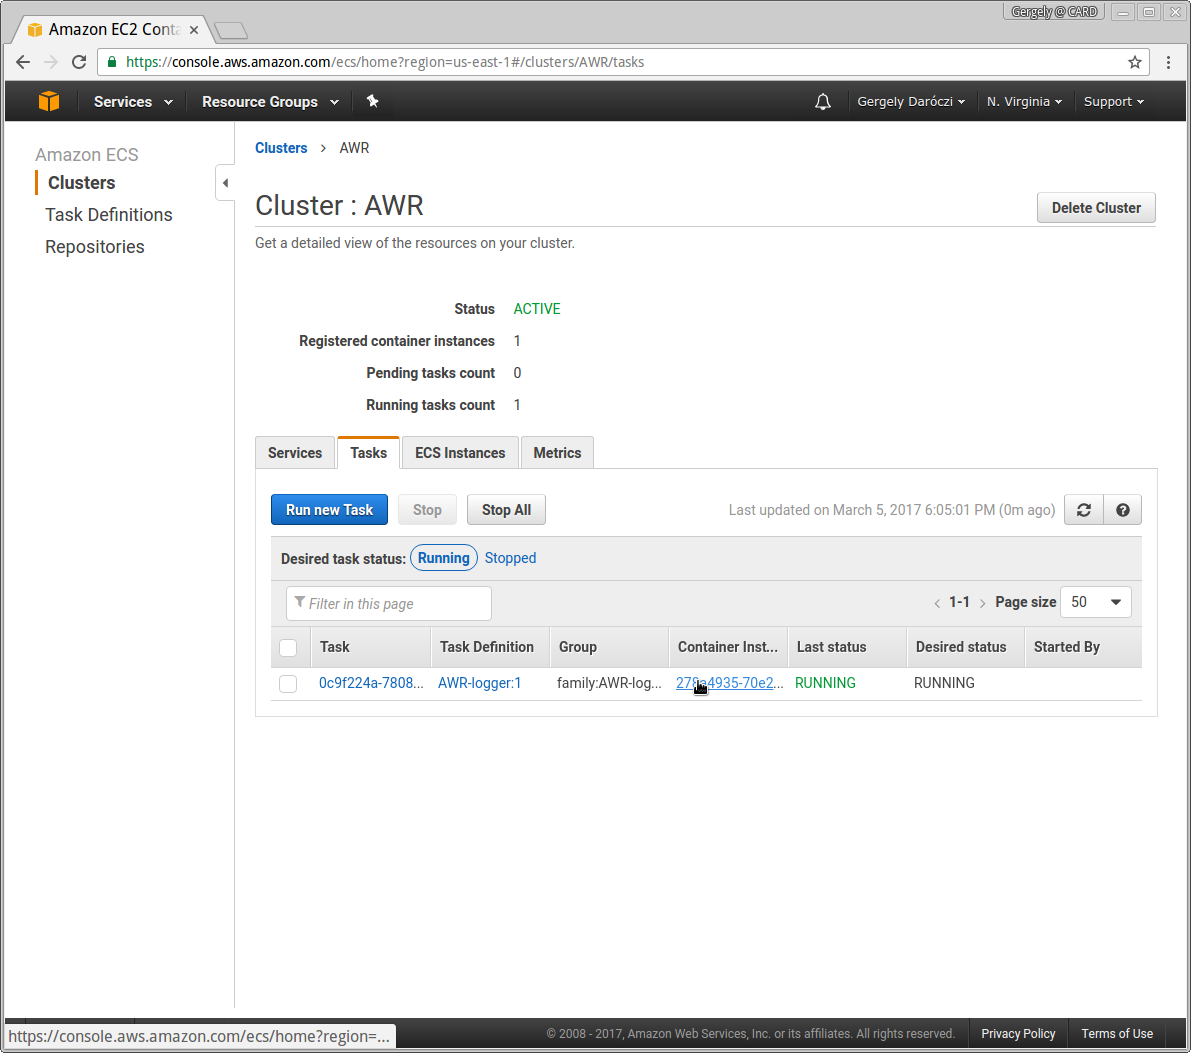 Gergely @ CARD
Amazon EC2 Conta
https://console.aws.amazon.com/ecs/home?region=us-east-1#/clusters/AWR/tasks
Services Resource Groups Gergely Daróczi N. Virginia Support
Amazon ECS
Clusters
Task Definitions
Repositories
Clusters > AWR
Cluster : AWR
Delete Cluster
Get a detailed view of the resources on your cluster.
Status ACTIVE
Registered container instances 1
Pending tasks count 0
Running tasks count 1
Services Tasks ECS Instances Metrics
Run new Task Stop Stop All Last updated on March 5, 2017 6:05:01 PM (0m ago)
Desired task status: Running Stopped
Filter in this page < 1-1 > Page size 50
Task Task Definition Group Container Inst... Last status Desired status Started By
0c9f224a-7808... AWR-logger:1 family:AWR-log... 278a4935-70e2... RUNNING RUNNING
https://console.aws.amazon.com/ecs/home?region=...
© 2008 - 2017, Amazon Web Services, Inc. or its affiliates. All rights reserved. Privacy Policy Terms of Use